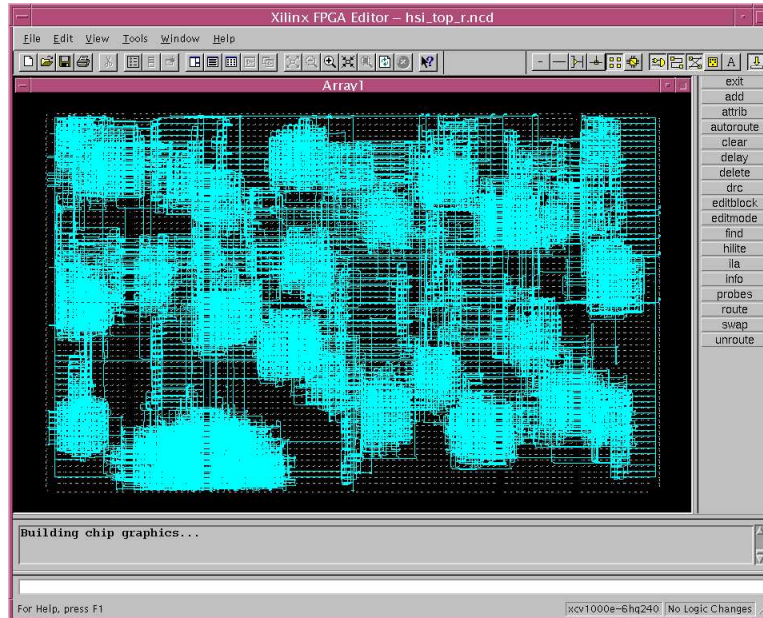 Xilinx FPGA Editor – hsi_top_r.ncd
File Edit View Tools Window Help
A
Array1
exit
add
attrib
autoroute
clear
delay
delete
drc
editblock
editmode
find
hilite
ila
info
probes
route
swap
unroute
Building chip graphics...
For Help, press F1
xcv1000e-6hq240
No Logic Changes